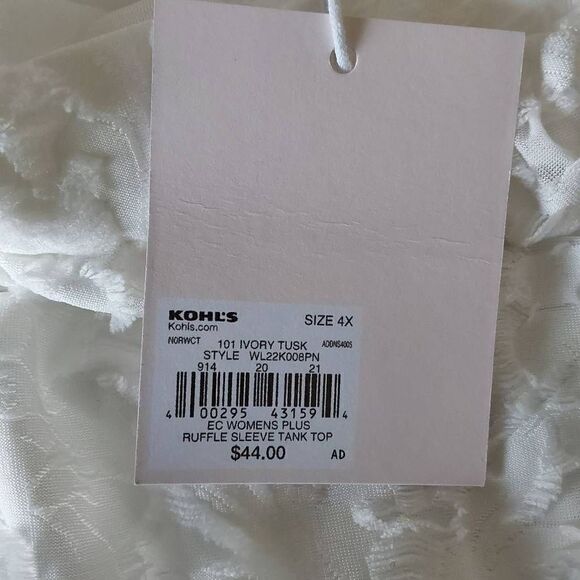 KOHL'S SIZE 4X
Kohls.com
N0RWCT 101 IVORY TUSK ADDNS400S
STYLE WL22K008PN
914 20 21
4 00295 43159 4
EC WOMENS PLUS
RUFFLE SLEEVE TANK TOP
$44.00 AD